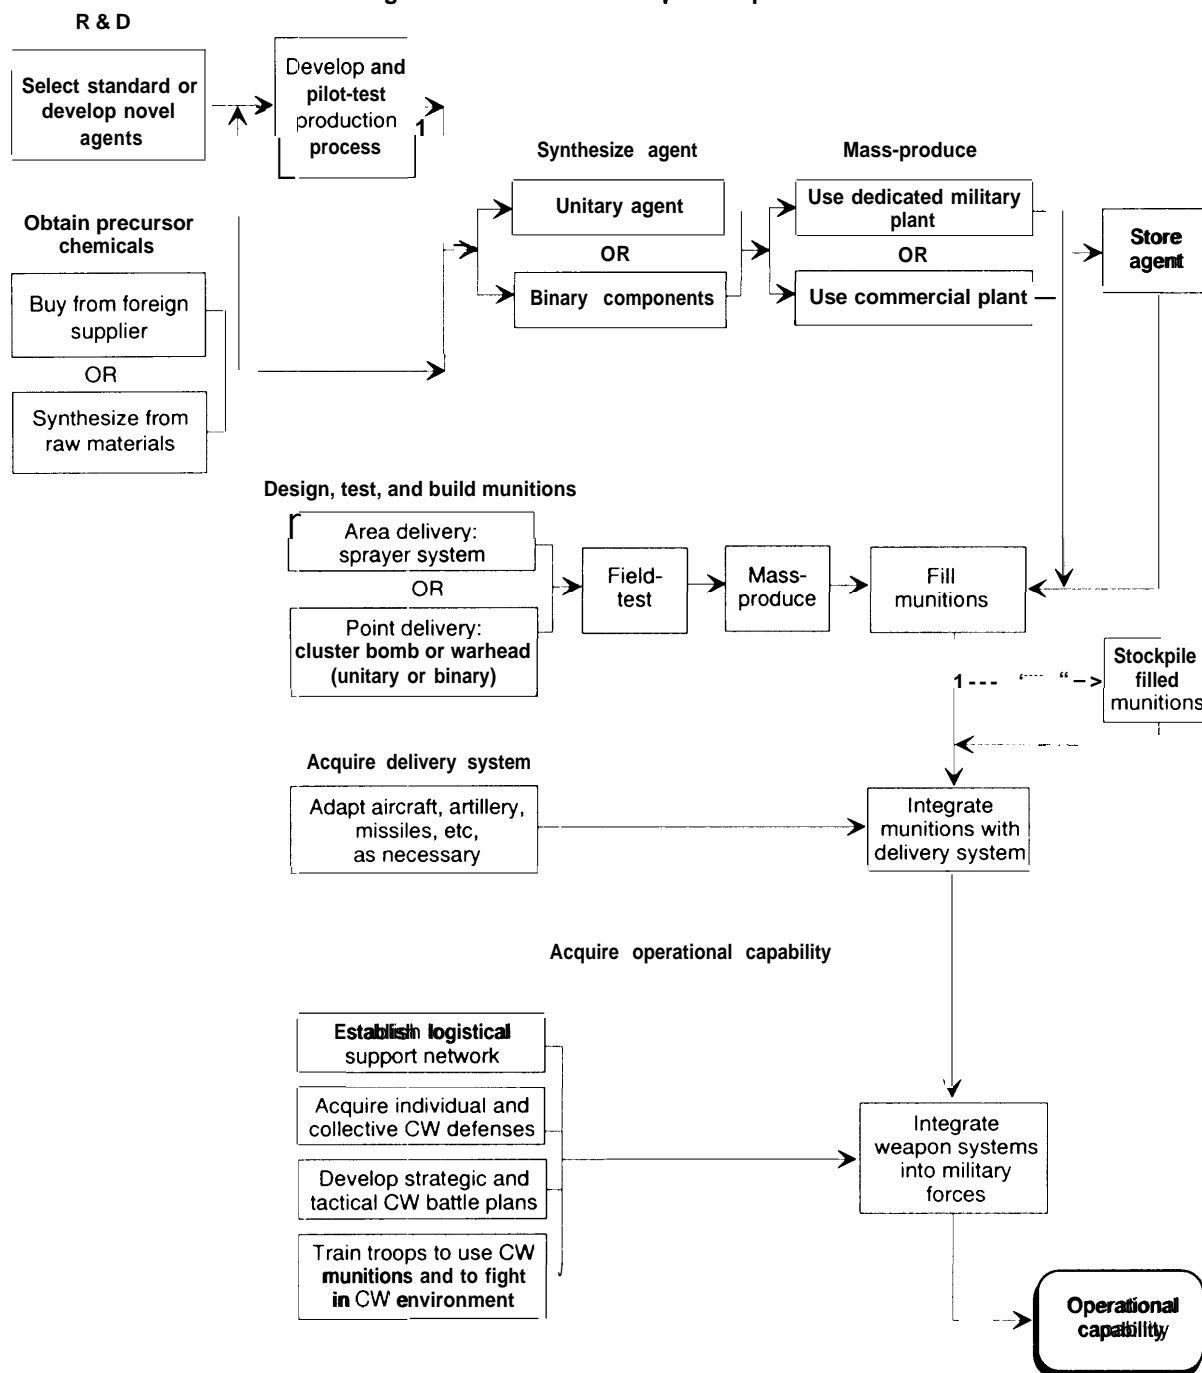 R & D
Select standard or
develop novel
agents
Develop and
pilot-test
production
process
Synthesize agent
Unitary agent
OR
Binary components
Mass-produce
Use dedicated military
plant
OR
Use commercial plant
Store
agent
Obtain precursor
chemicals
Buy from foreign
supplier
OR
Synthesize from
raw materials
Design, test, and build munitions
Area delivery:
sprayer system
OR
Point delivery:
cluster bomb or warhead
(unitary or binary)
Field-
test
Mass-
produce
Fill
munitions
Stockpile
filled
munitions
Acquire delivery system
Adapt aircraft, artillery,
missiles, etc,
as necessary
Integrate
munitions with
delivery system
Acquire operational capability
Establish logistical
support network
Acquire individual and
collective CW defenses
Develop strategic and
tactical CW battle plans
Train troops to use CW
munitions and to fight
in CW environment
Integrate
weapon systems
into military
forces
Operational
capability